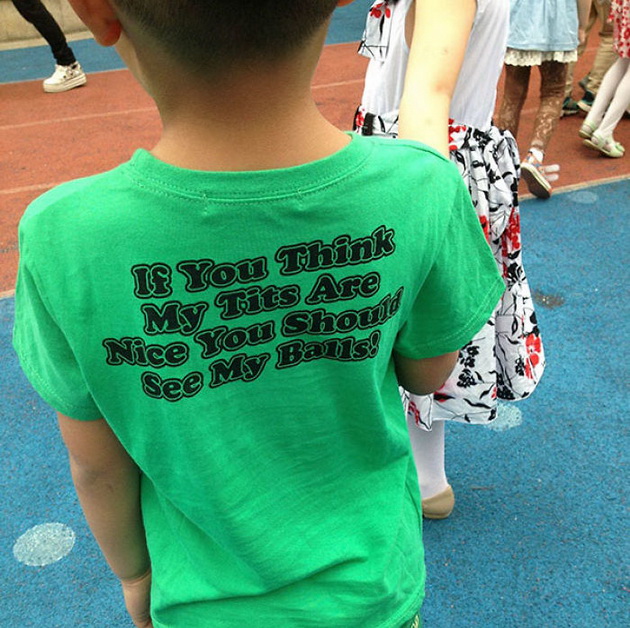 If You Think
My Tits Are
Nice You Should
See My Balls!